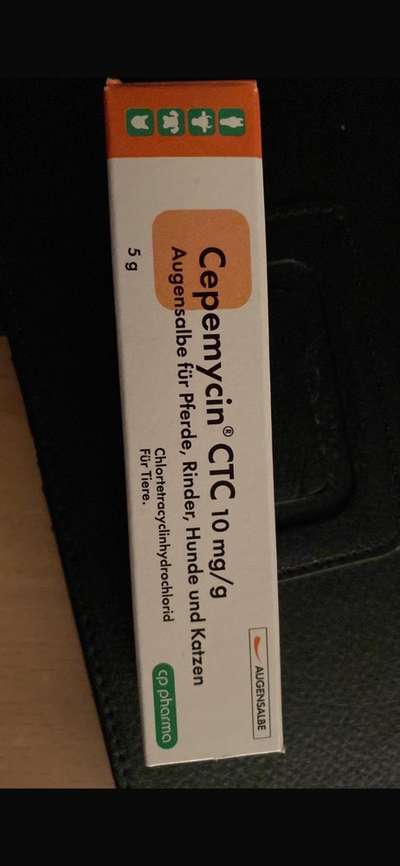 Cepemycin® CTC 10 mg/g
Augensalbe für Pferde, Rinder, Hunde und Katzen
Chlortetracyclinhydrochlorid
Für Tiere.
5 g
AUGENSALBE
cp pharma